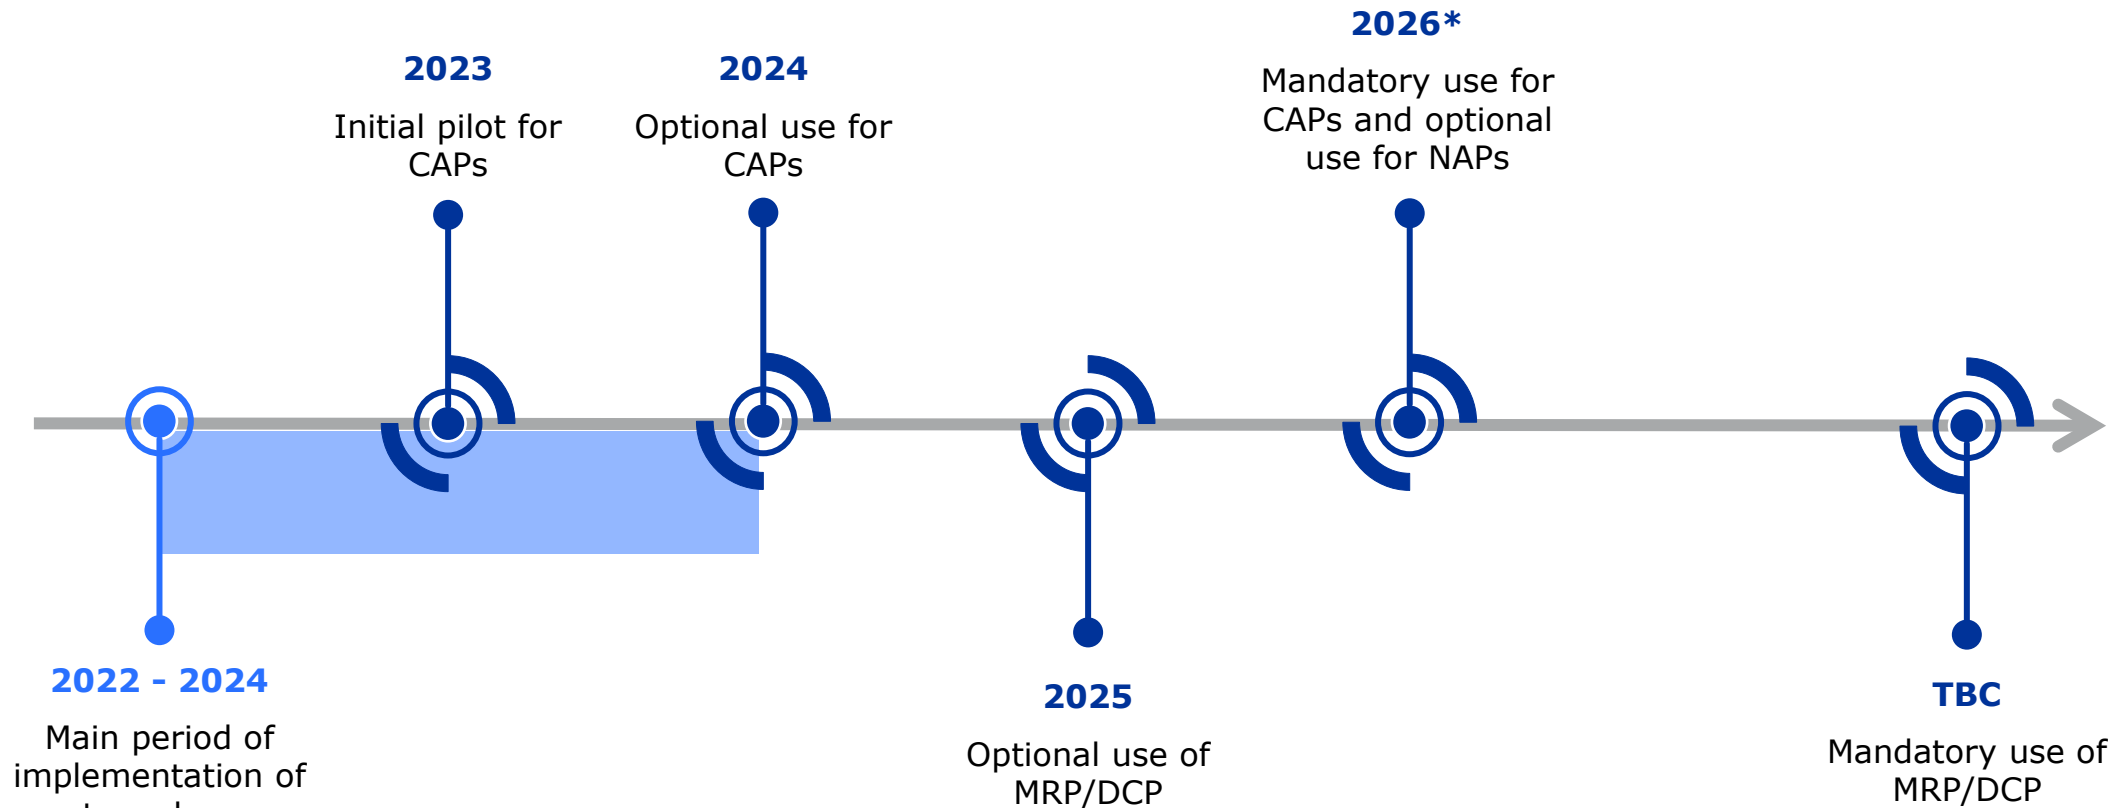 2023
Initial pilot for
CAPs
2024
Optional use for
CAPs
2026*
Mandatory use for
CAPs and optional
use for NAPs
2022 - 2024
Main period of
implementation of
2025
Optional use of
MRP/DCP
TBC
Mandatory use of
MRP/DCP